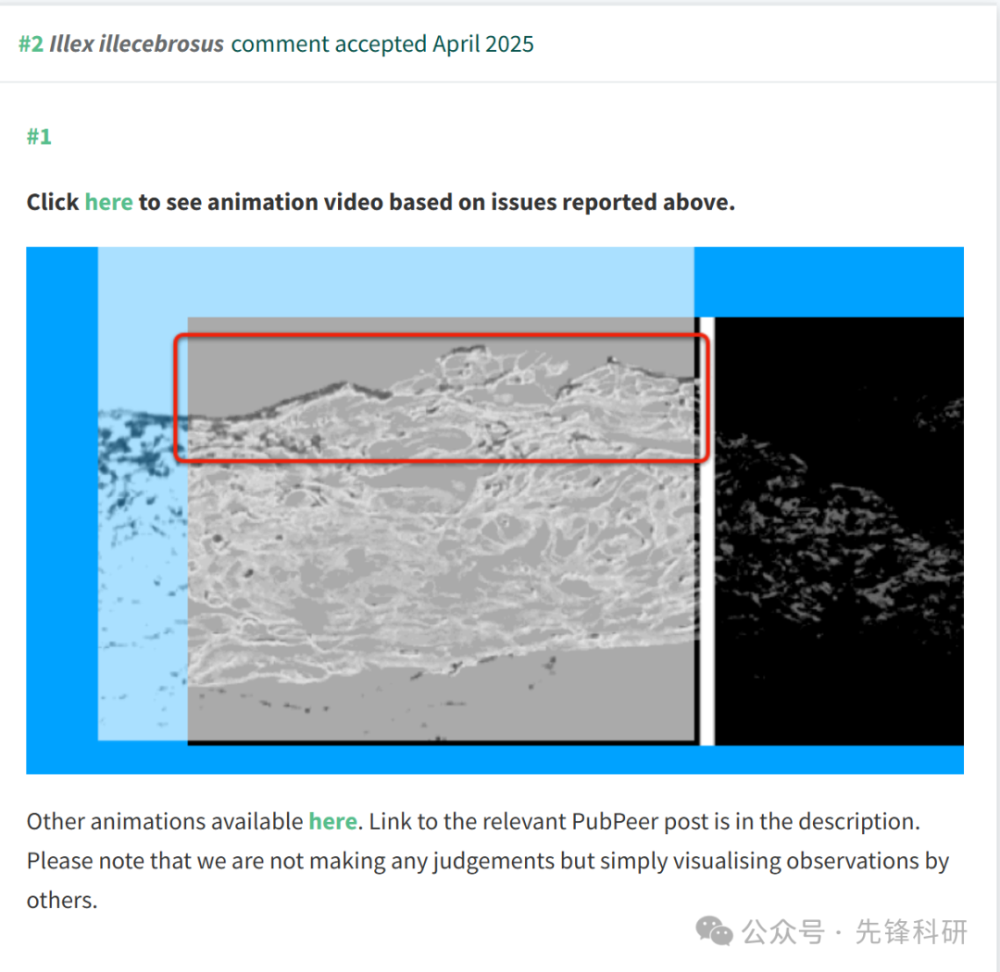 #2 Illex illecebrosus comment accepted April 2025
#1
Click here to see animation video based on issues reported above.
Other animations available here. Link to the relevant PubPeer post is in the description.
Please note that we are not making any judgements but simply visualising observations by
others.
公众号 · 先锋科研